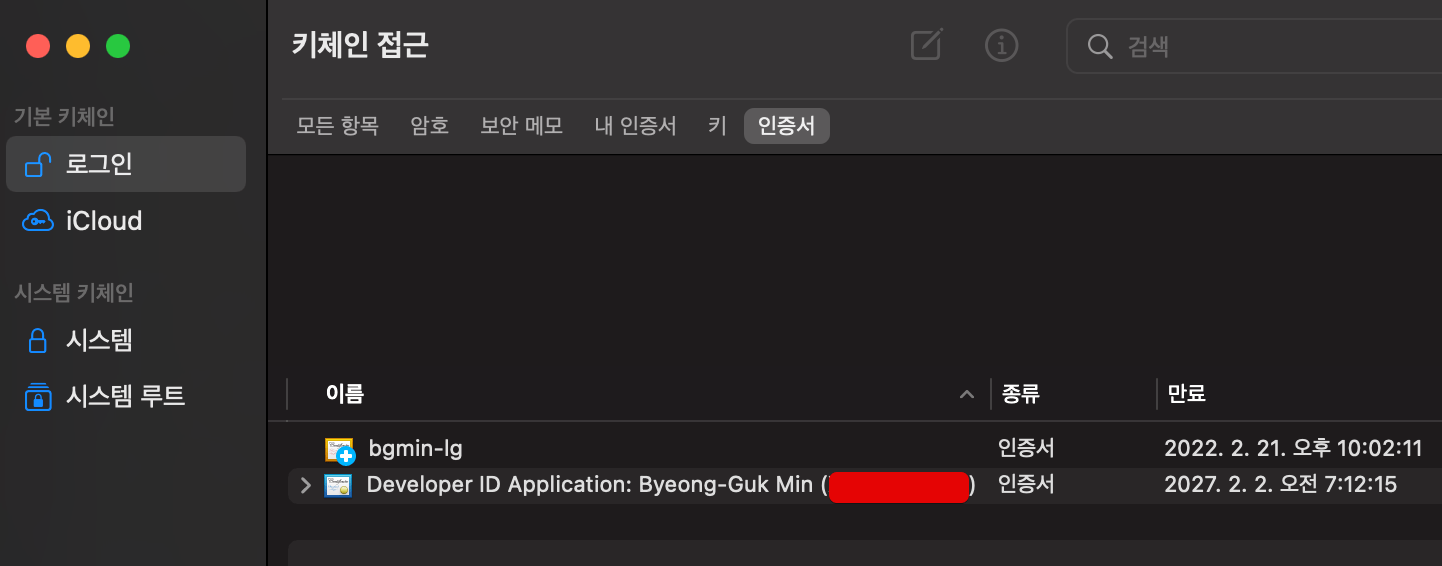 키체인 접근
검색
기본 키체인
로그인
iCloud
시스템 키체인
시스템
시스템 루트
모든 항목 암호 보안 메모 내 인증서 키 인증서
이름 종류 만료
bgmin-lg 인증서 2022. 2. 21. 오후 10:02:11
Developer ID Application: Byeong-Guk Min ( ) 인증서 2027. 2. 2. 오전 7:12:15